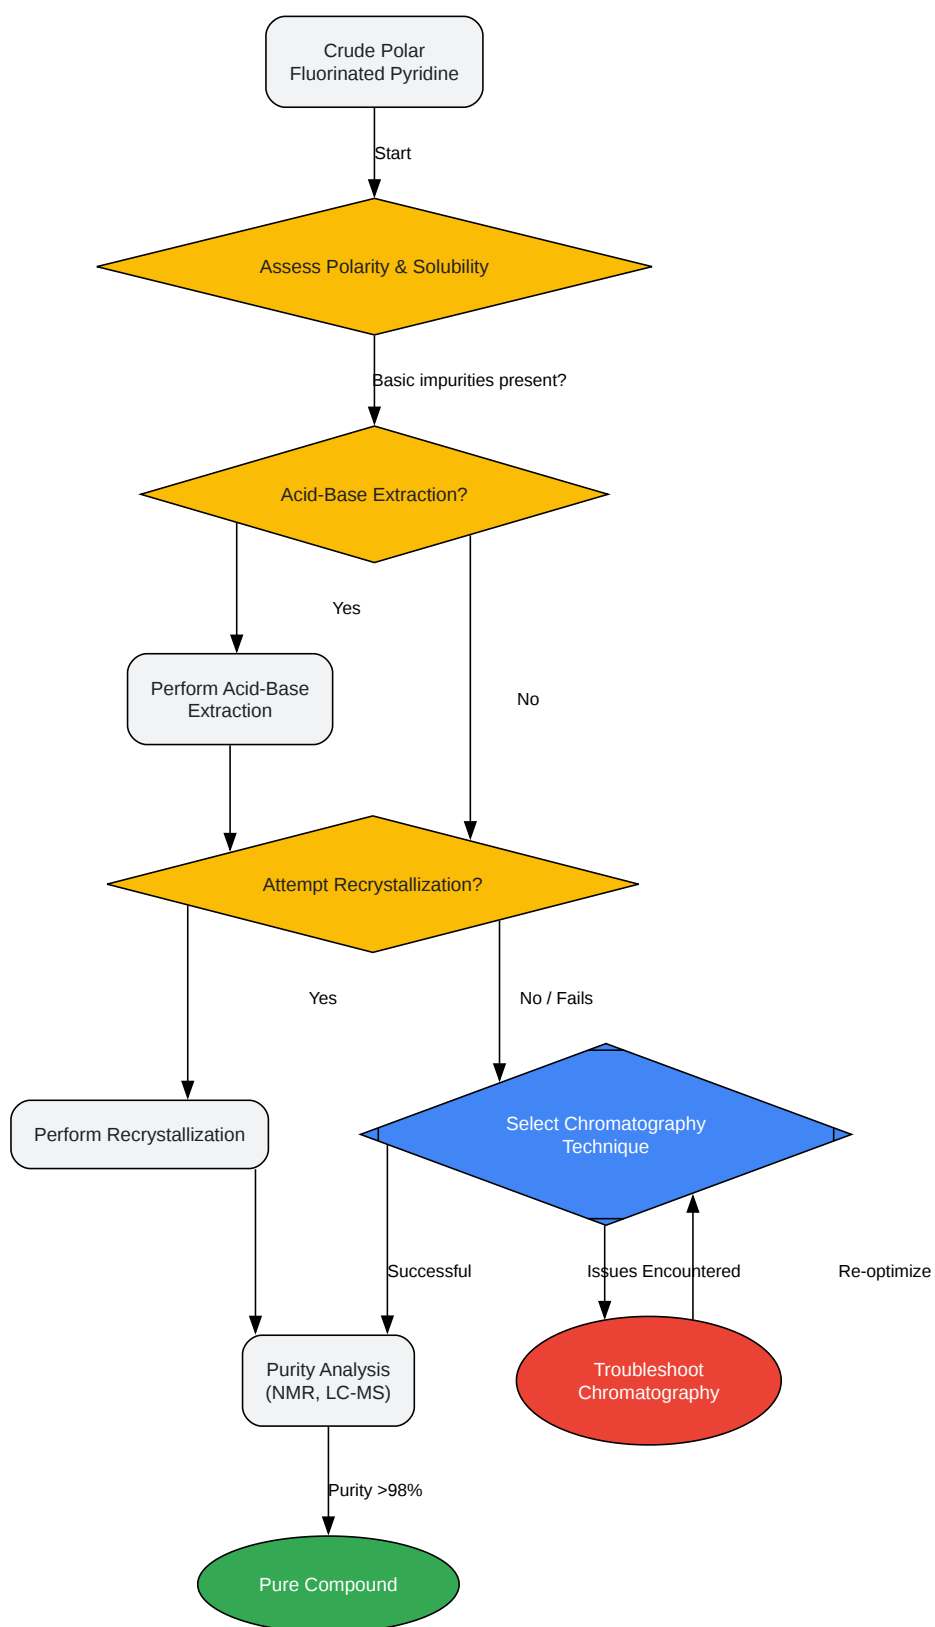 Crude Polar
Fluorinated Pyridine
Start
Assess Polarity & Solubility
Basic impurities present?
Acid-Base Extraction?
Yes
Perform Acid-Base
Extraction
No
Attempt Recrystallization?
Yes
No / Fails
Perform Recrystallization
Select Chromatography
Technique
Successful
Issues Encountered
Re-optimize
Purity Analysis
(NMR, LC-MS)
Troubleshoot
Chromatography
Purity >98%
Pure Compound